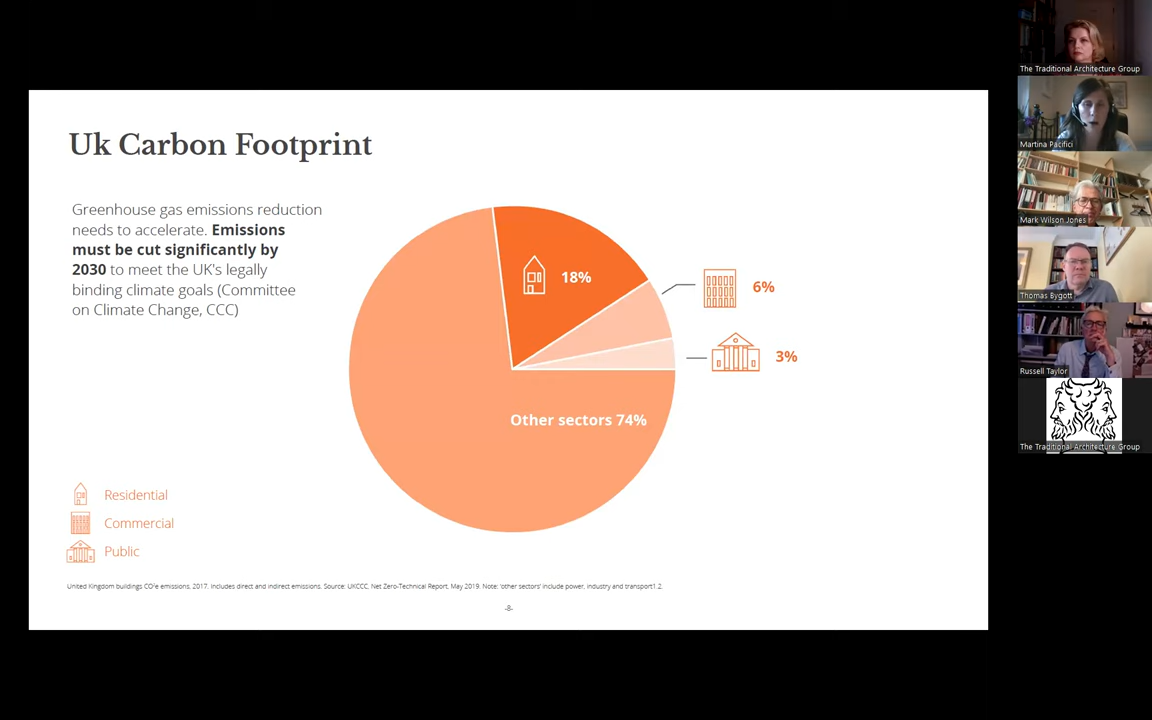 Uk Carbon Footprint
Greenhouse gas emissions reduction
needs to accelerate. Emissions
must be cut significantly by
2030 to meet the UK's legally
binding climate goals (Committee
on Climate Change, CCC)
18%
6%
3%
Other sectors 74%
Residential
Commercial
Public
United Kingdom buildings CO²e emissions, 2017. Includes direct and indirect emissions. Source: UKCCC, Net Zero-Technical Report, May 2019. Note: 'other sectors' include power, industry and transport1.2.
-8-
The Traditional Architecture Group
Martina Pacifici
Mark Wilson Jones
Thomas Bygott
Russell Taylor
The Traditional Architecture Group